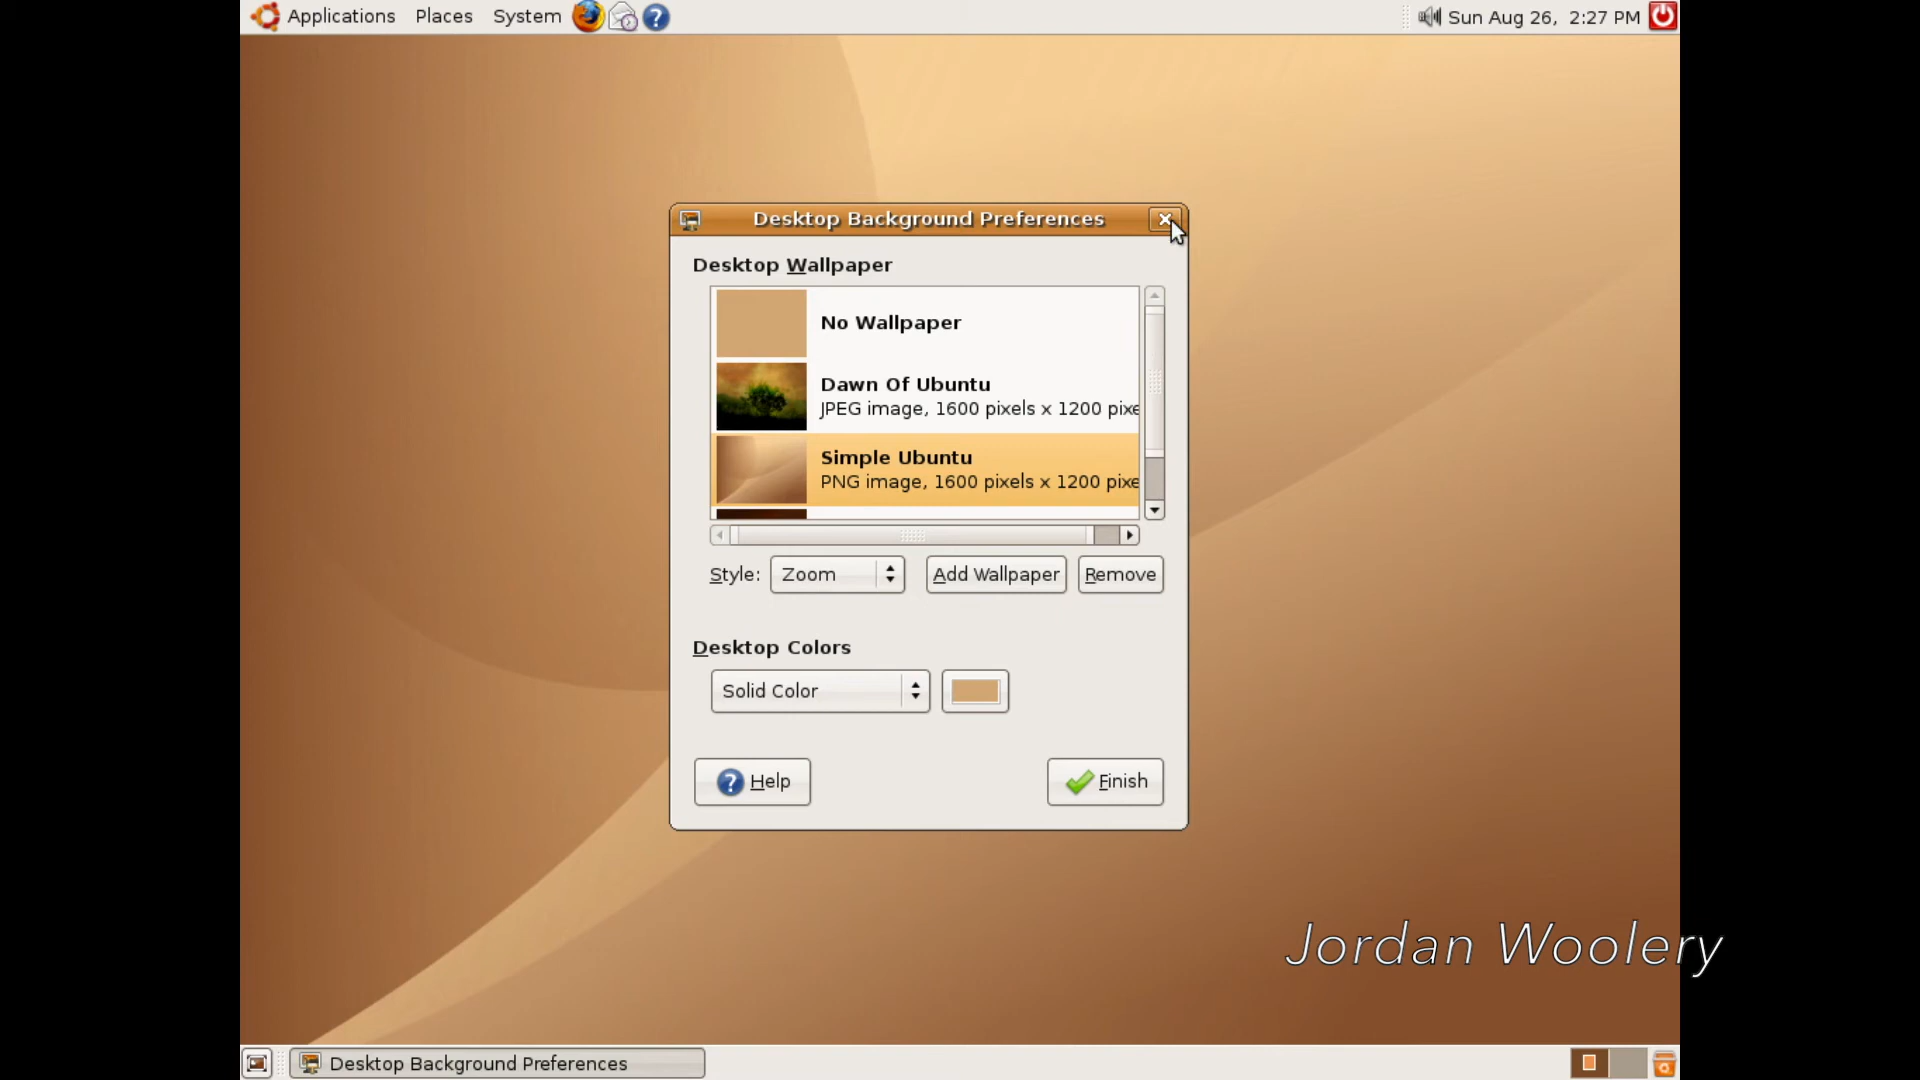 Applications Places System
Sun Aug 26, 2:27 PM
Desktop Background Preferences
Desktop Wallpaper
No Wallpaper
Dawn Of Ubuntu
JPEG image, 1600 pixels x 1200 pixe
Simple Ubuntu
PNG image, 1600 pixels x 1200 pixe
Style: Zoom Add Wallpaper Remove
Desktop Colors
Solid Color
Help Finish
Jordan Woolery
Desktop Background Preferences